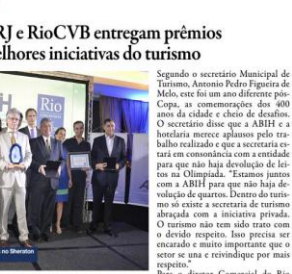 RJ e RioCVB entregam prêmios
elhores iniciativas do turismo
Rio
o no Sheraton
Segundo o secretário Municipal de
Turismo, Antonio Pedro Figueira de
Melo, este foi um ano diferente pós-
Copa, as comemorações dos 400
anos da cidade e cheio de desafios.
O secretário disse que a ABIH e a
hotelaria merece aplausos pelo tra-
balho realizado e que a secretaria es-
tará em consonância com a entidade
para que não haja devolução de lei-
tos na Olimpíada. "Estamos juntos
com a ABIH para que não haja de-
volução de quartos. Dentro do turis-
mo só existe a secretaria de turismo
abraçada com a iniciativa privada.
O turismo não tem sido trato com
o devido respeito. Isso precisa ser
encarado e muito importante que o
setor se una e reivindique por mais
respeito."